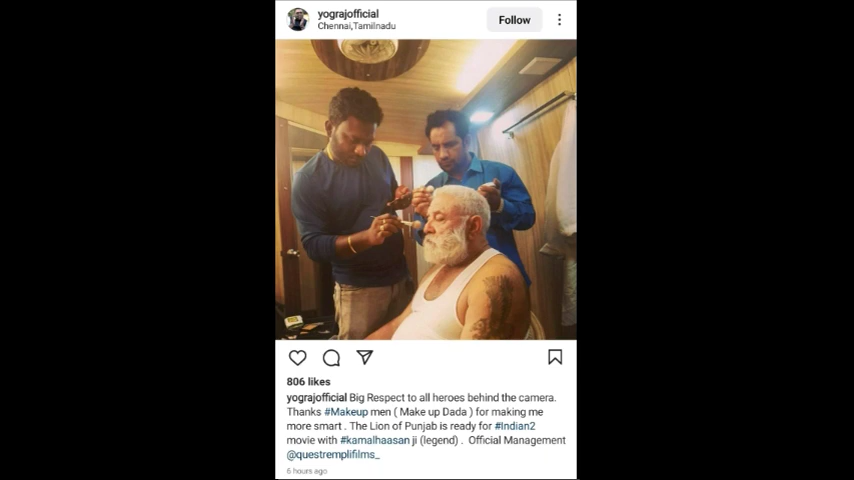 yograjofficial
Chennai,Tamilnadu
Follow
806 likes
yograjofficial Big Respect to all heroes behind the camera.
Thanks #Makeup men ( Make up Dada ) for making me
more smart . The Lion of Punjab is ready for #Indian2
movie with #kamalhaasan ji (legend) .  Official Management
@questremplifilms_
6 hours ago